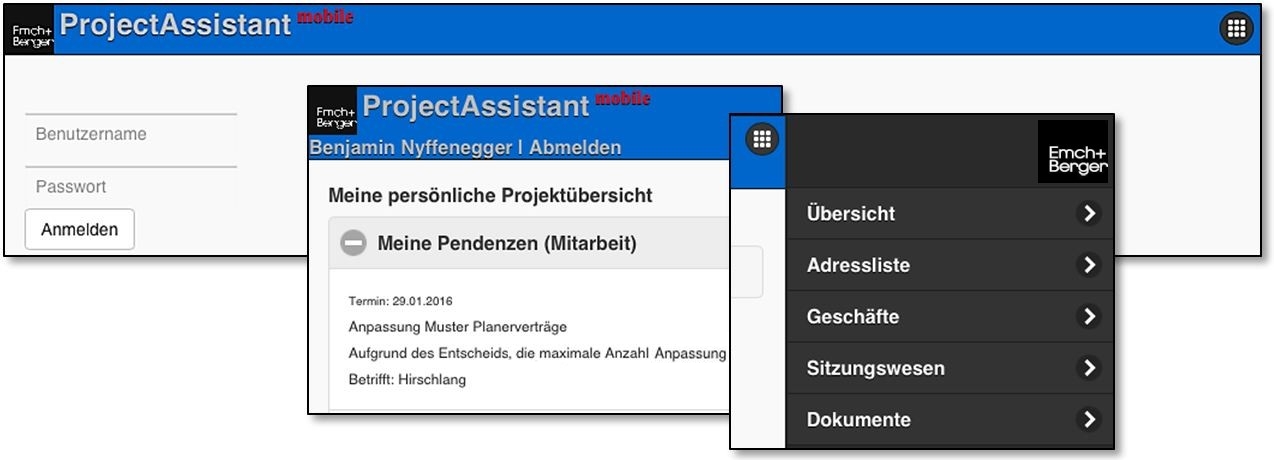 Emch+
Berger
ProjectAssistant mobile
Benutzername
Passwort
Anmelden
Emch+
Berger
ProjectAssistant mobile
Benjamin Nyffenegger | Abmelden
Meine persönliche Projektübersicht
Meine Pendenzen (Mitarbeit)
Termin: 29.01.2016
Anpassung Muster Planerverträge
Aufgrund des Entscheids, die maximale Anzahl Anpassung
Betrifft: Hirschlang
Emch+
Berger
Übersicht
Adressliste
Geschäfte
Sitzungswesen
Dokumente